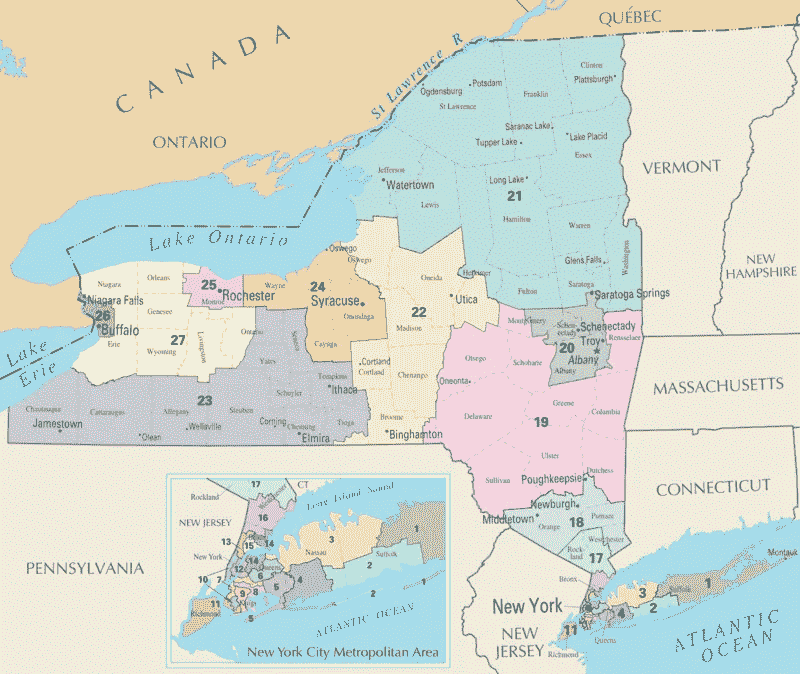 QUÉBEC
CANADA
St Lawrence R
Clinton
Plattsburgh
Potsdam
Ogdensburg
St Lawrence
Franklin
ONTARIO
Saranac Lake
Lake Placid
Tupper Lake
Essex
VERMONT
Jefferson
Watertown
Long Lake
21
Lewis
Hamilton
Warren
Washington
Lake Ontario
Oswego
Oswego
Oneida
Herkimer
Glens Falls
NEW
HAMPSHIRE
Niagara
Orleans
25
Wayne
24
Fulton
Saratoga
Saratoga Springs
Niagara Falls
Monroe
Rochester
Syracuse
Utica
26
Genesee
Onondaga
22
Montgomery
Schenectady
Schenectady
Buffalo
27
Ontario
Madison
20
Troy
Rensselaer
Erie
Wyoming
Livingston
Seneca
Cayuga
Albany
Albany
Lake
Erie
Yates
Cortland
Cortland
Otsego
Schoharie
Tompkins
Chenango
Oneonta
MASSACHUSETTS
23
Schuyler
Ithaca
Greene
Chautauqua
Cattaraugus
Allegany
Steuben
Delaware
19
Columbia
Jamestown
Wellsville
Corning
Chemung
Tioga
Broome
Olean
Elmira
Binghamton
Ulster
Sullivan
Poughkeepsie
Dutchess
CONNECTICUT
17
CT
Long Island Sound
Newburgh
Putnam
Rockland
Westchester
Middletown
Orange
18
16
NEW JERSEY
Westchester
13
15
14
3
1
Rock-
land
17
Montauk
PENNSYLVANIA
New York
Nassau
Suffolk
Bronx
12
14
Queens
2
10
7
6
5
4
1
New York
3
1
9
8
2
2
11
Richmond
Kings
5
4
ATLANTIC OCEAN
NEW
JERSEY
11
Queens
Richmond
ATLANTIC
OCEAN
New York City Metropolitan Area